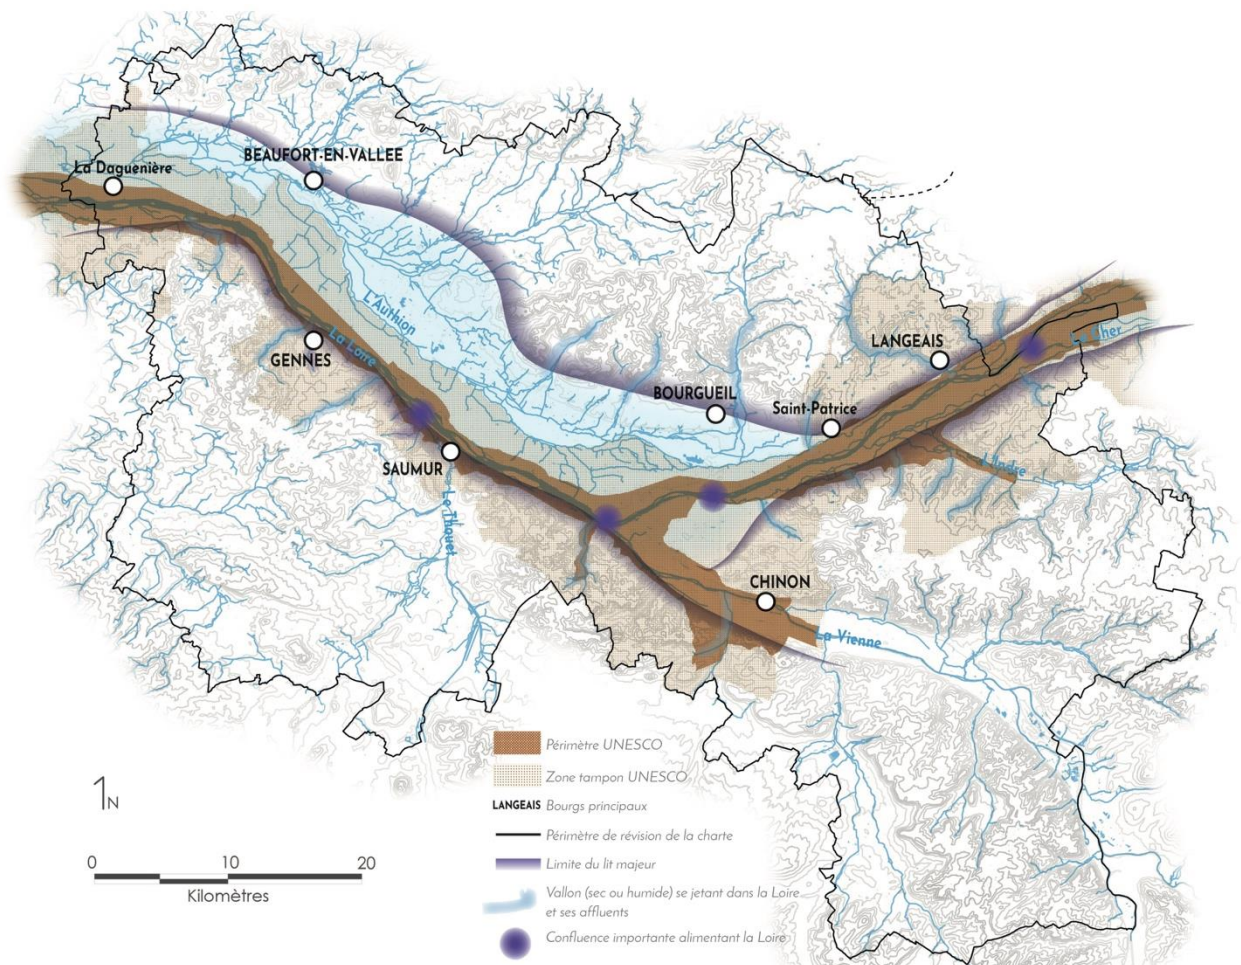 La Daguenière
BEAUFORT-EN-VALLEE
L'Authion
La Loire
GENNES
LANGEAIS
Le Cher
BOURGUEIL
Saint-Patrice
SAUMUR
L'Indre
Le Thouet
CHINON
La Vienne
Périmètre UNESCO
Zone tampon UNESCO
LANGEAIS Bourgs principaux
Périmètre de révision de la charte
Limite du lit majeur
Vallon (sec ou humide) se jetant dans la Loire
et ses affluents
Confluence importante alimentant la Loire
1N
0 10 20
Kilomètres